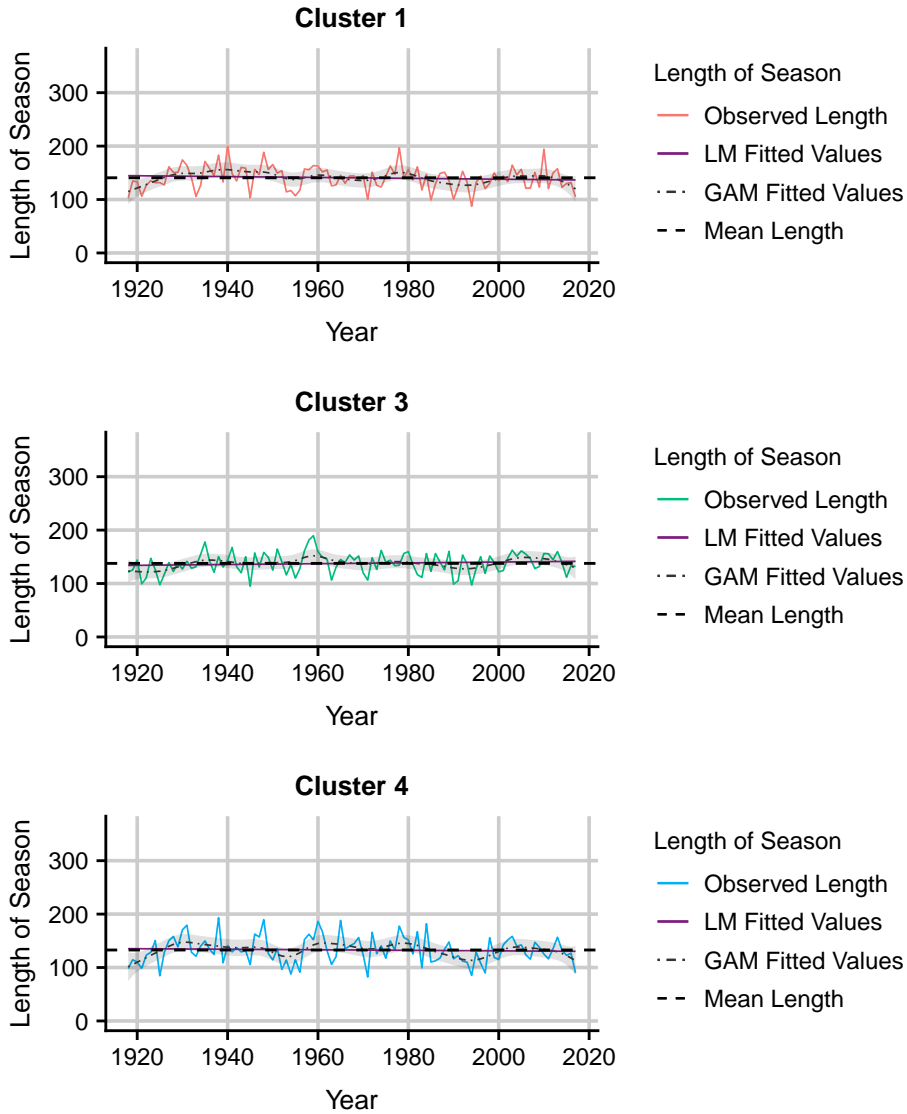 Cluster 1
Length of Season
300
200
100
0
1920 1940 1960 1980 2000 2020
Year
Length of Season
Observed Length
LM Fitted Values
GAM Fitted Values
Mean Length
Cluster 3
Length of Season
300
200
100
0
1920 1940 1960 1980 2000 2020
Year
Length of Season
Observed Length
LM Fitted Values
GAM Fitted Values
Mean Length
Cluster 4
Length of Season
300
200
100
0
1920 1940 1960 1980 2000 2020
Year
Length of Season
Observed Length
LM Fitted Values
GAM Fitted Values
Mean Length